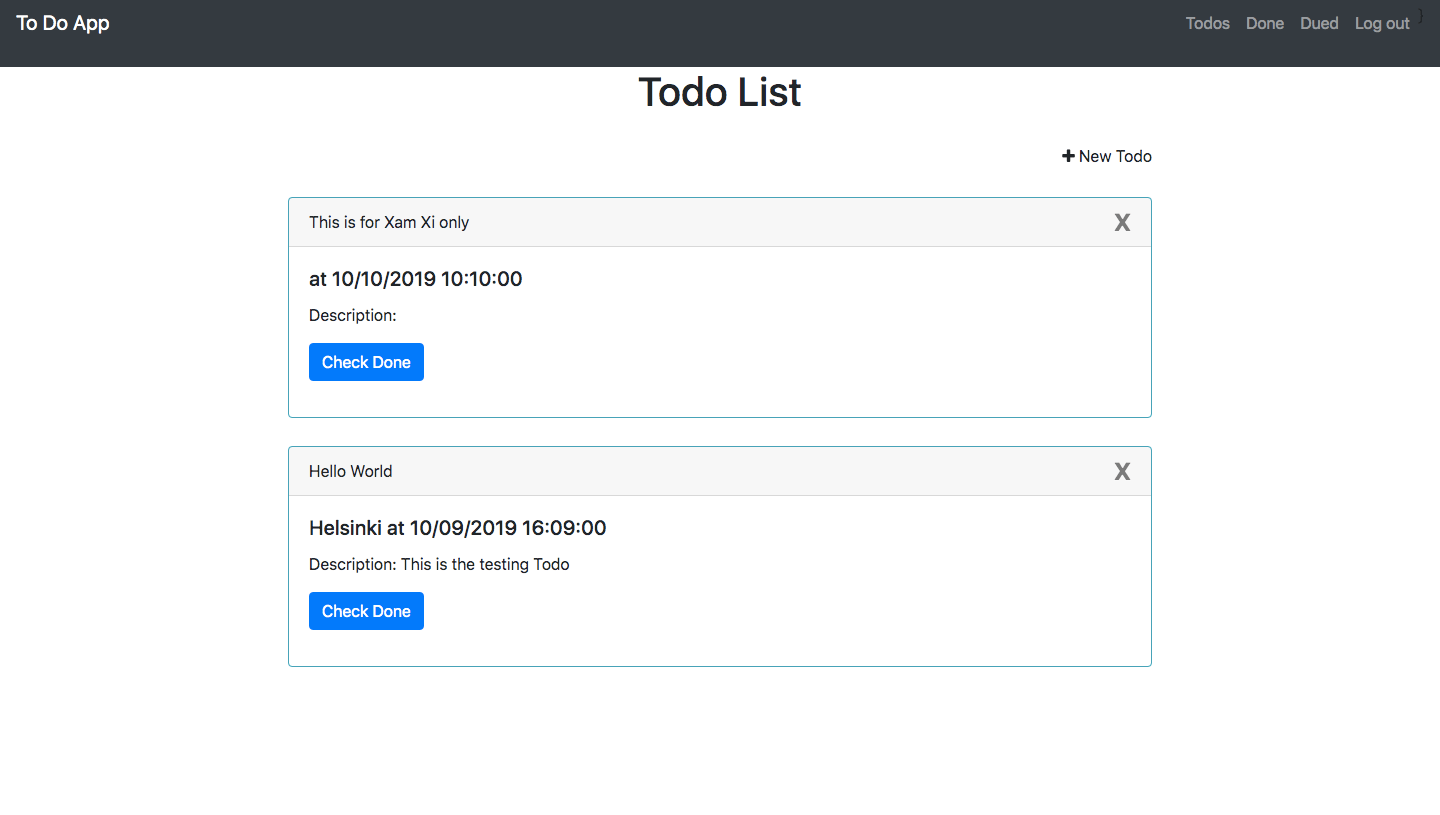 To Do App
Todos Done Dued Log out }
Todo List
+ New Todo
This is for Xam Xi only X
at 10/10/2019 10:10:00
Description:
Check Done
Hello World X
Helsinki at 10/09/2019 16:09:00
Description: This is the testing Todo
Check Done